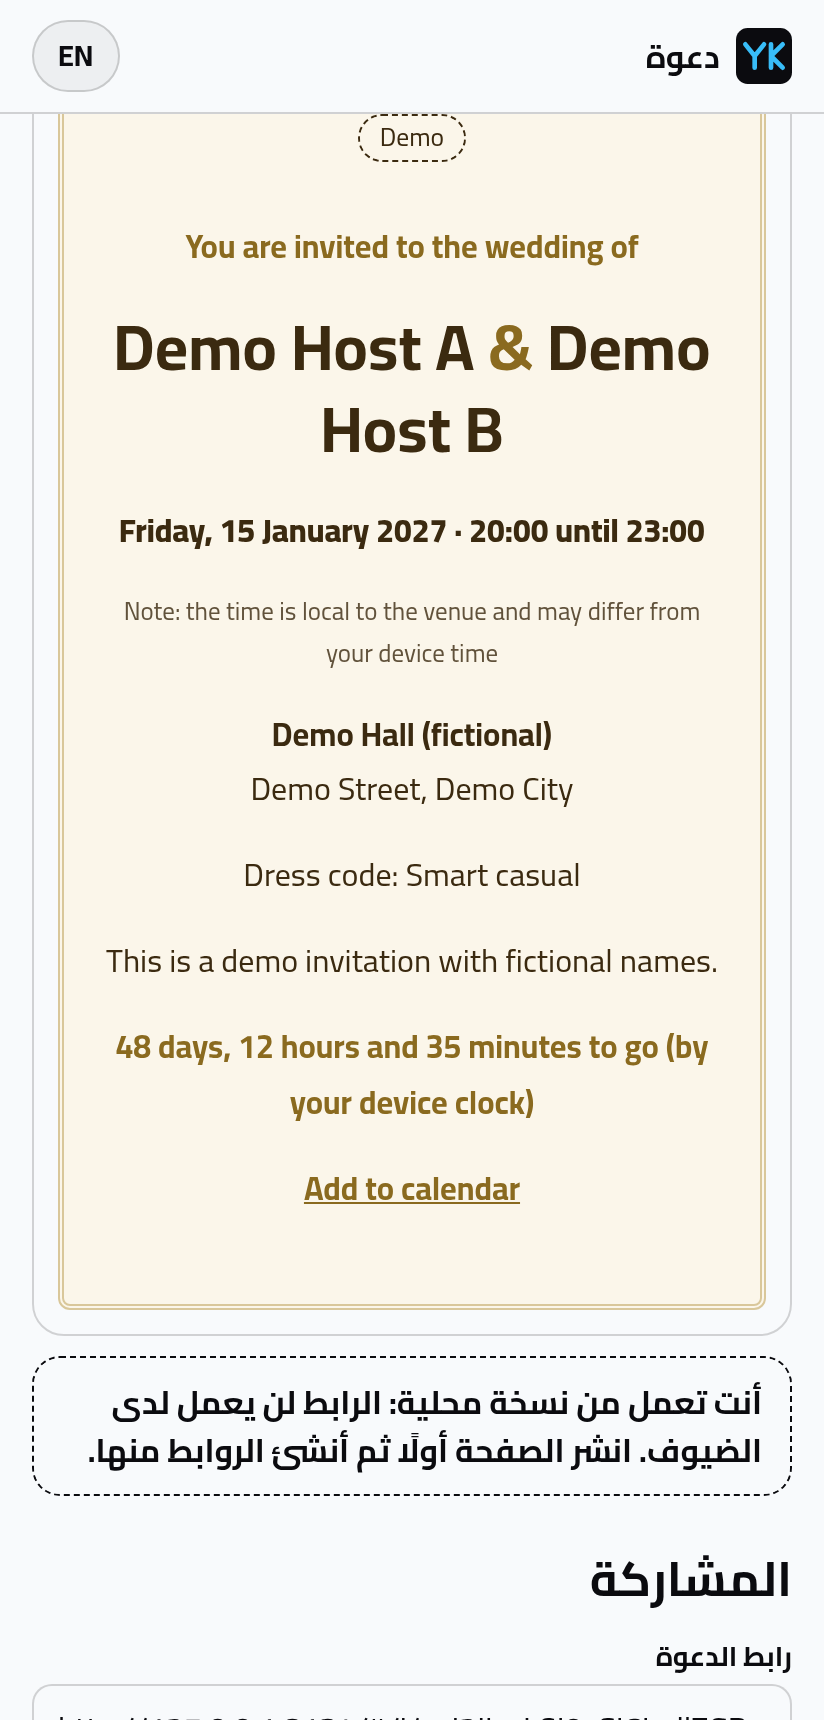 YK دعوة
EN
Demo
You are invited to the wedding of
Demo Host A & Demo
Host B
Friday, 15 January 2027 · 20:00 until 23:00
Note: the time is local to the venue and may differ from
your device time
Demo Hall (fictional)
Demo Street, Demo City
Dress code: Smart casual
This is a demo invitation with fictional names.
48 days, 12 hours and 35 minutes to go (by
your device clock)
Add to calendar
أنت تعمل من نسخة محلية: الرابط لن يعمل لدى
الضيوف. انشر الصفحة أولًا ثم أنشئ الروابط منها.
المشاركة
رابط الدعوة